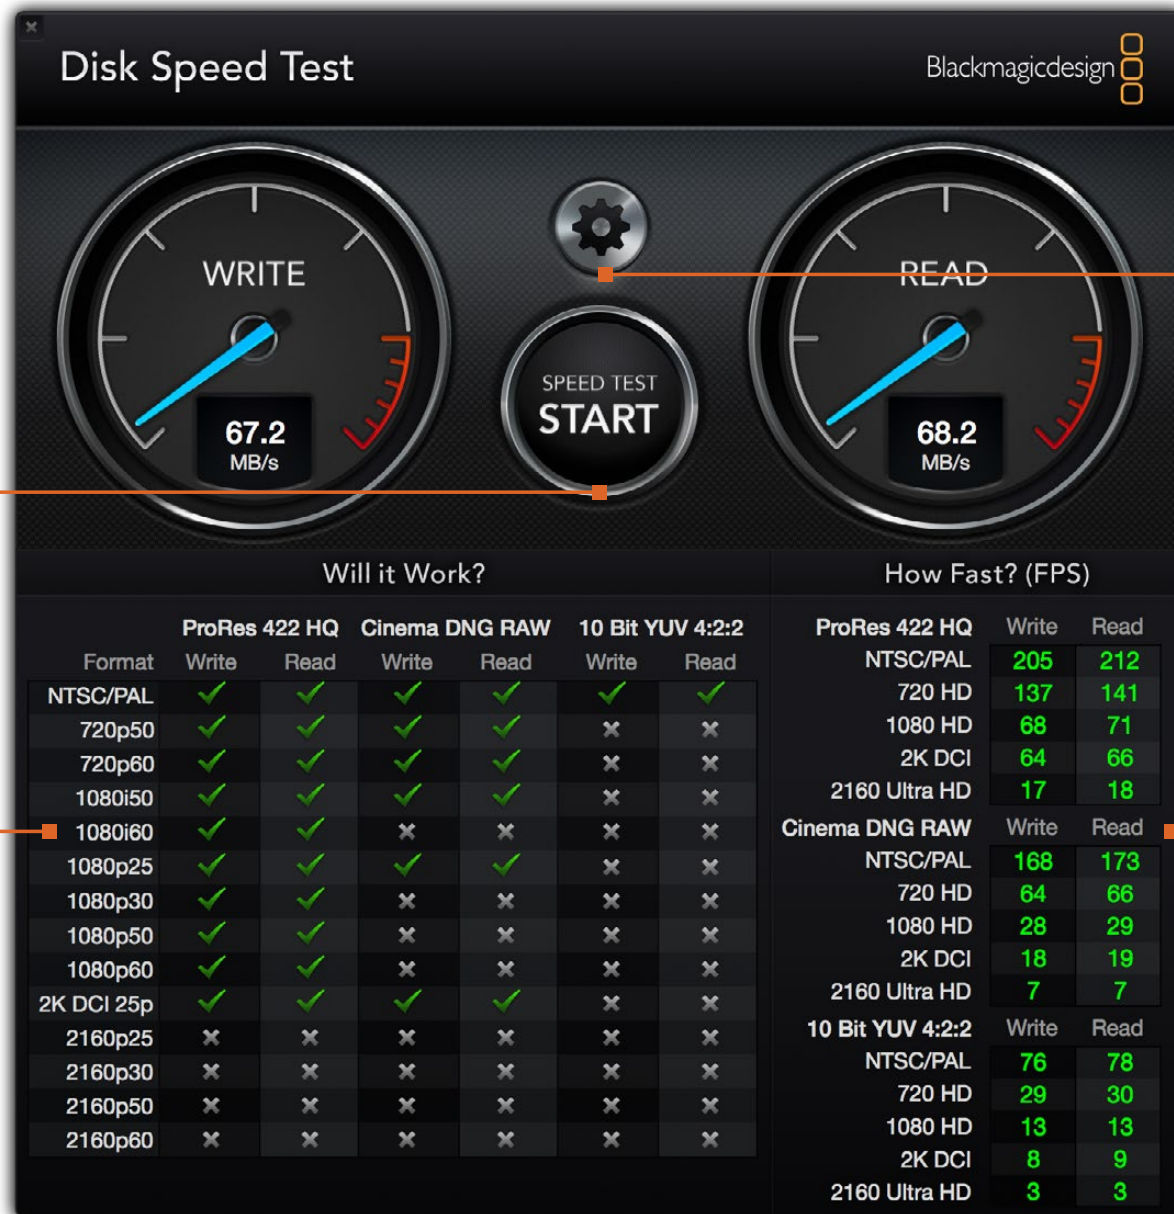 Disk Speed Test
Blackmagicdesign
WRITE
67.2
MB/s
SPEED TEST
START
READ
68.2
MB/s
Will it Work?
ProRes 422 HQ Cinema DNG RAW 10 Bit YUV 4:2:2
Format Write Read Write Read Write Read
NTSC/PAL
720p50
720p60
1080i50
1080i60
1080p25
1080p30
1080p50
1080p60
2K DCI 25p
2160p25
2160p30
2160p50
2160p60
How Fast? (FPS)
ProRes 422 HQ Write Read
NTSC/PAL 205 212
720 HD 137 141
1080 HD 68 71
2K DCI 64 66
2160 Ultra HD 17 18
Cinema DNG RAW Write Read
NTSC/PAL 168 173
720 HD 64 66
1080 HD 28 29
2K DCI 18 19
2160 Ultra HD 7 7
10 Bit YUV 4:2:2 Write Read
NTSC/PAL 76 78
720 HD 29 30
1080 HD 13 13
2K DCI 8 9
2160 Ultra HD 3 3